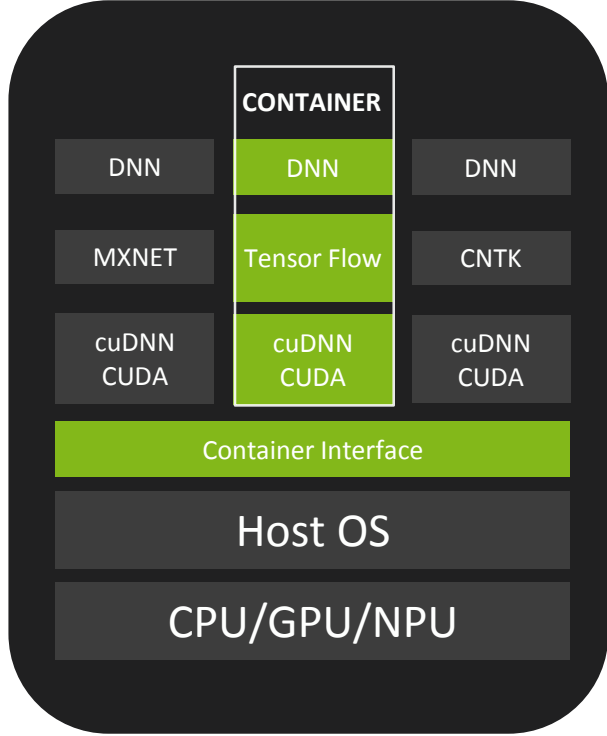 CONTAINER
DNN
DNN
DNN
MXNET
Tensor Flow
CNTK
cuDNN
CUDA
cuDNN
CUDA
cuDNN
CUDA
Container Interface
Host OS
CPU/GPU/NPU